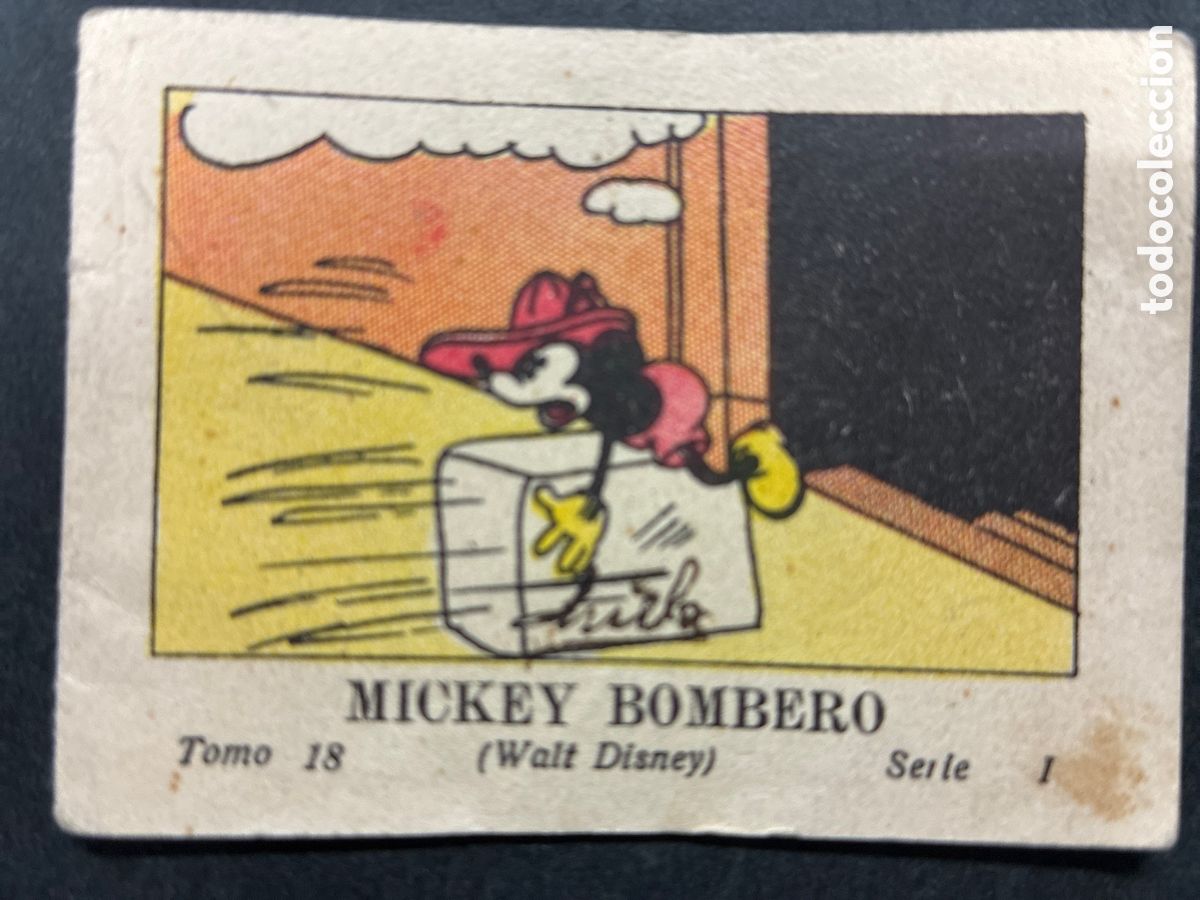 MICKEY BOMBERO
Tomo 18 (Walt Disney) Serie I
todocoleccion